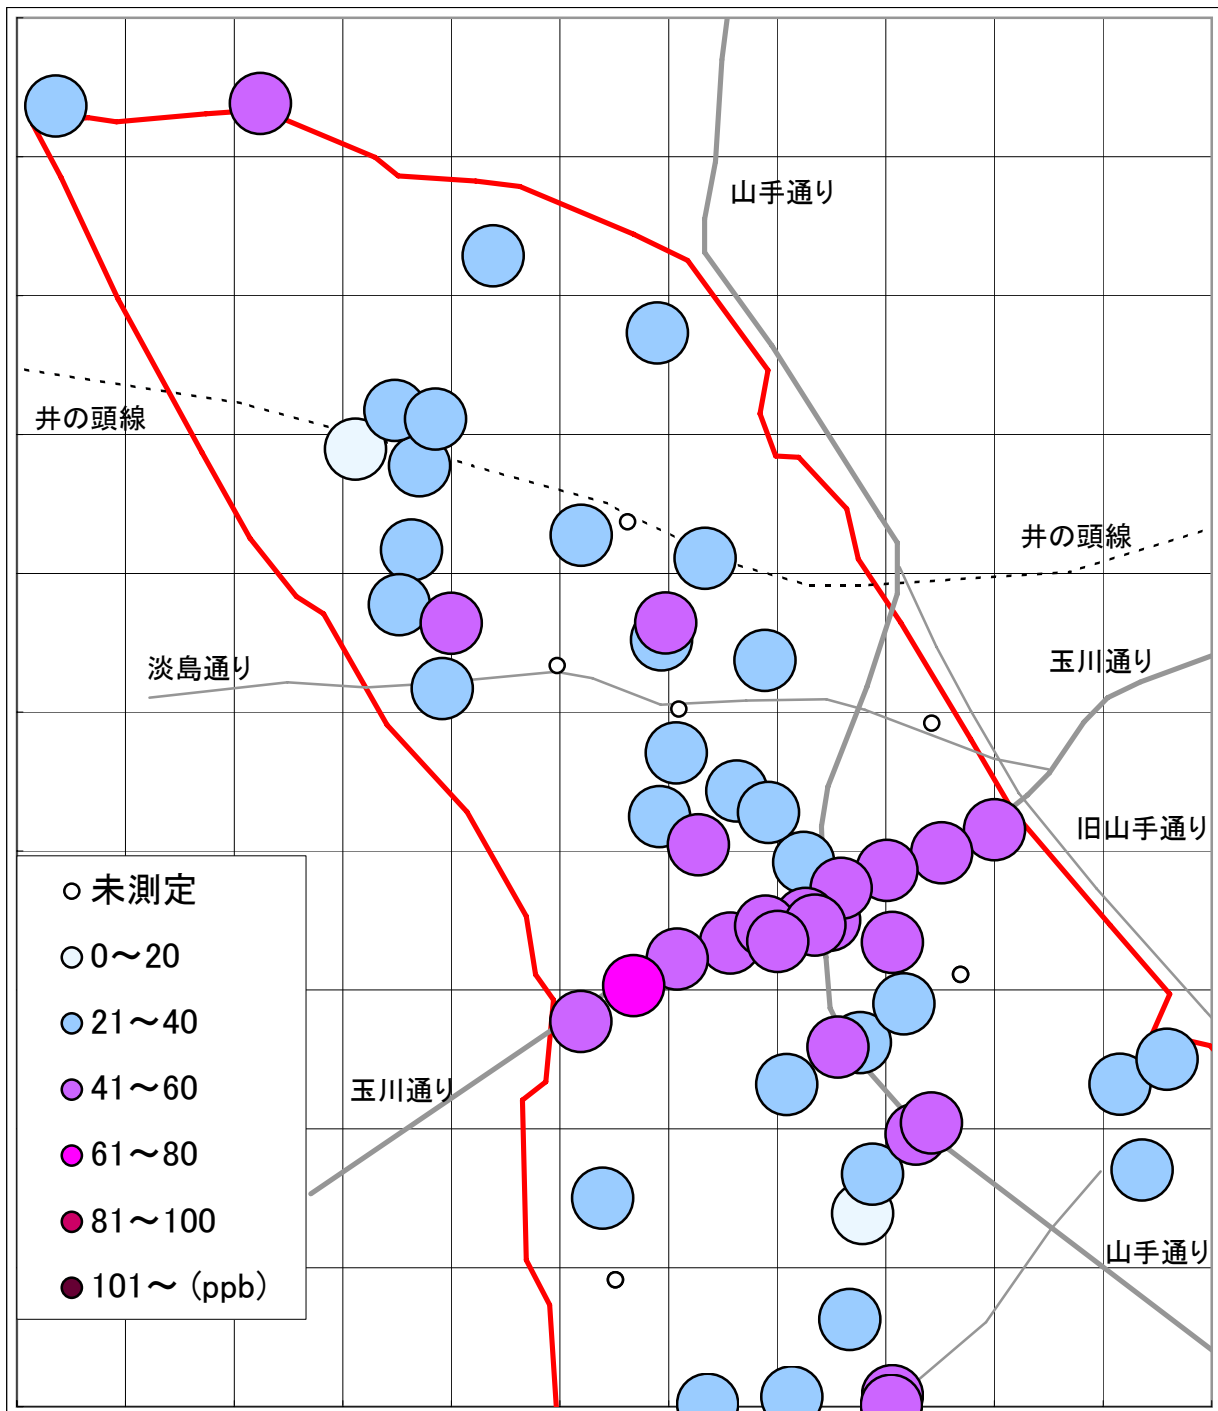 山手通り
井の頭線
井の頭線
淡島通り
玉川通り
旧山手通り
未測定
0～20
21～40
41～60
61～80
81～100
101～（ppb）
玉川通り
山手通り